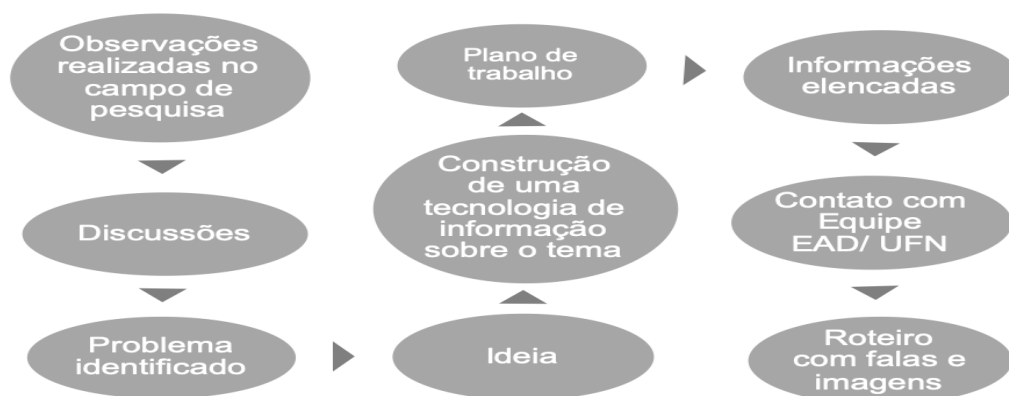 Observações
realizadas no
campo de
pesquisa
Discussões
Problema
identificado
Ideia
Construção
de uma
tecnologia de
informação
sobre o tema
Plano de
trabalho
Informações
elencadas
Contato com
Equipe
EAD/ UFN
Roteiro
com falas e
imagens